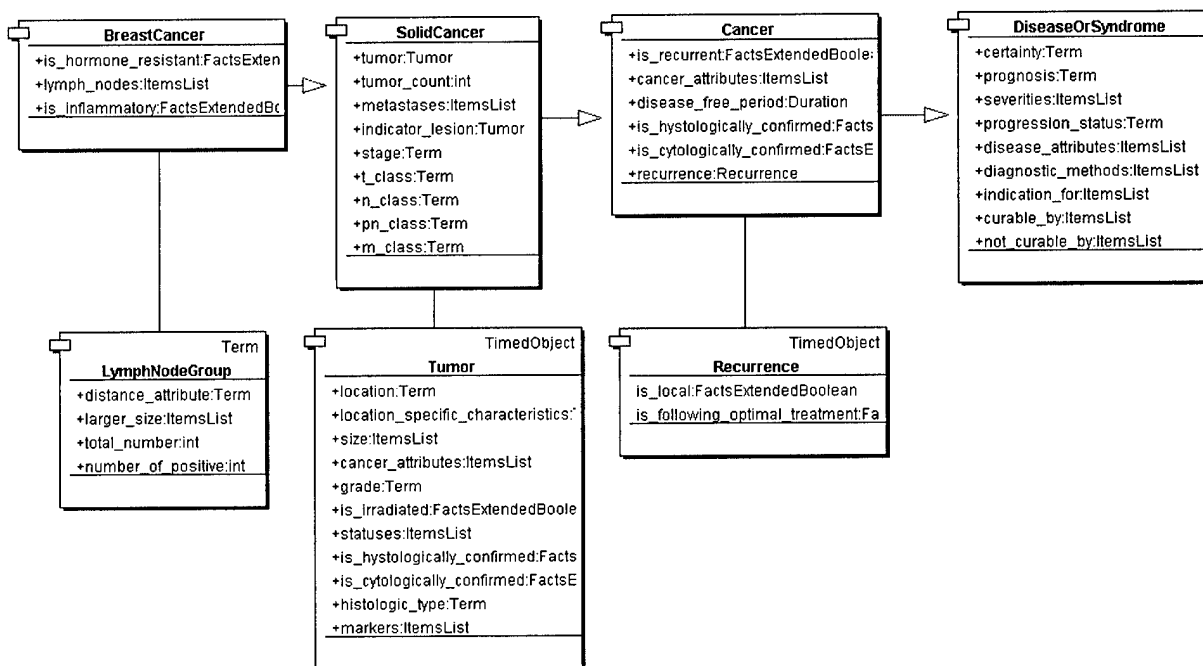 BreastCancer
+is_hormone_resistant:FactsExten
+lymph_nodes:ItemsList
+is_inflammatory:FactsExtendedBo
SolidCancer
+tumor:Tumor
+tumor_count:int
+metastases:ItemsList
+indicator_lesion:Tumor
+stage:Term
+t_class:Term
+n_class:Term
+pn_class:Term
+m_class:Term
Cancer
+is_recurrent:FactsExtendedBoolea
+cancer_attributes:ItemsList
+disease_free_period:Duration
+is_hystologically_confirmed:Facts
+is_cytologically_confirmed:FactsE
+recurrence:Recurrence
DiseaseOrSyndrome
+certainty:Term
+prognosis:Term
+severities:ItemsList
+progression_status:Term
+disease_attributes:ItemsList
+diagnostic_methods:ItemsList
+indication_for:ItemsList
+curable_by:ItemsList
+not_curable_by:ItemsList
Term
LymphNodeGroup
+distance_attribute:Term
+larger_size:ItemsList
+total_number:int
+number_of_positive:int
TimedObject
Tumor
+location:Term
+location_specific_characteristics:
+size:ItemsList
+cancer_attributes:ItemsList
+grade:Term
+is_irradiated:FactsExtendedBoole
+statuses:ItemsList
+is_hystologically_confirmed:Facts
+is_cytologically_confirmed:FactsE
+histologic_type:Term
+markers:ItemsList
TimedObject
Recurrence
is_local:FactsExtendedBoolean
is_following_optimal_treatment:Fa